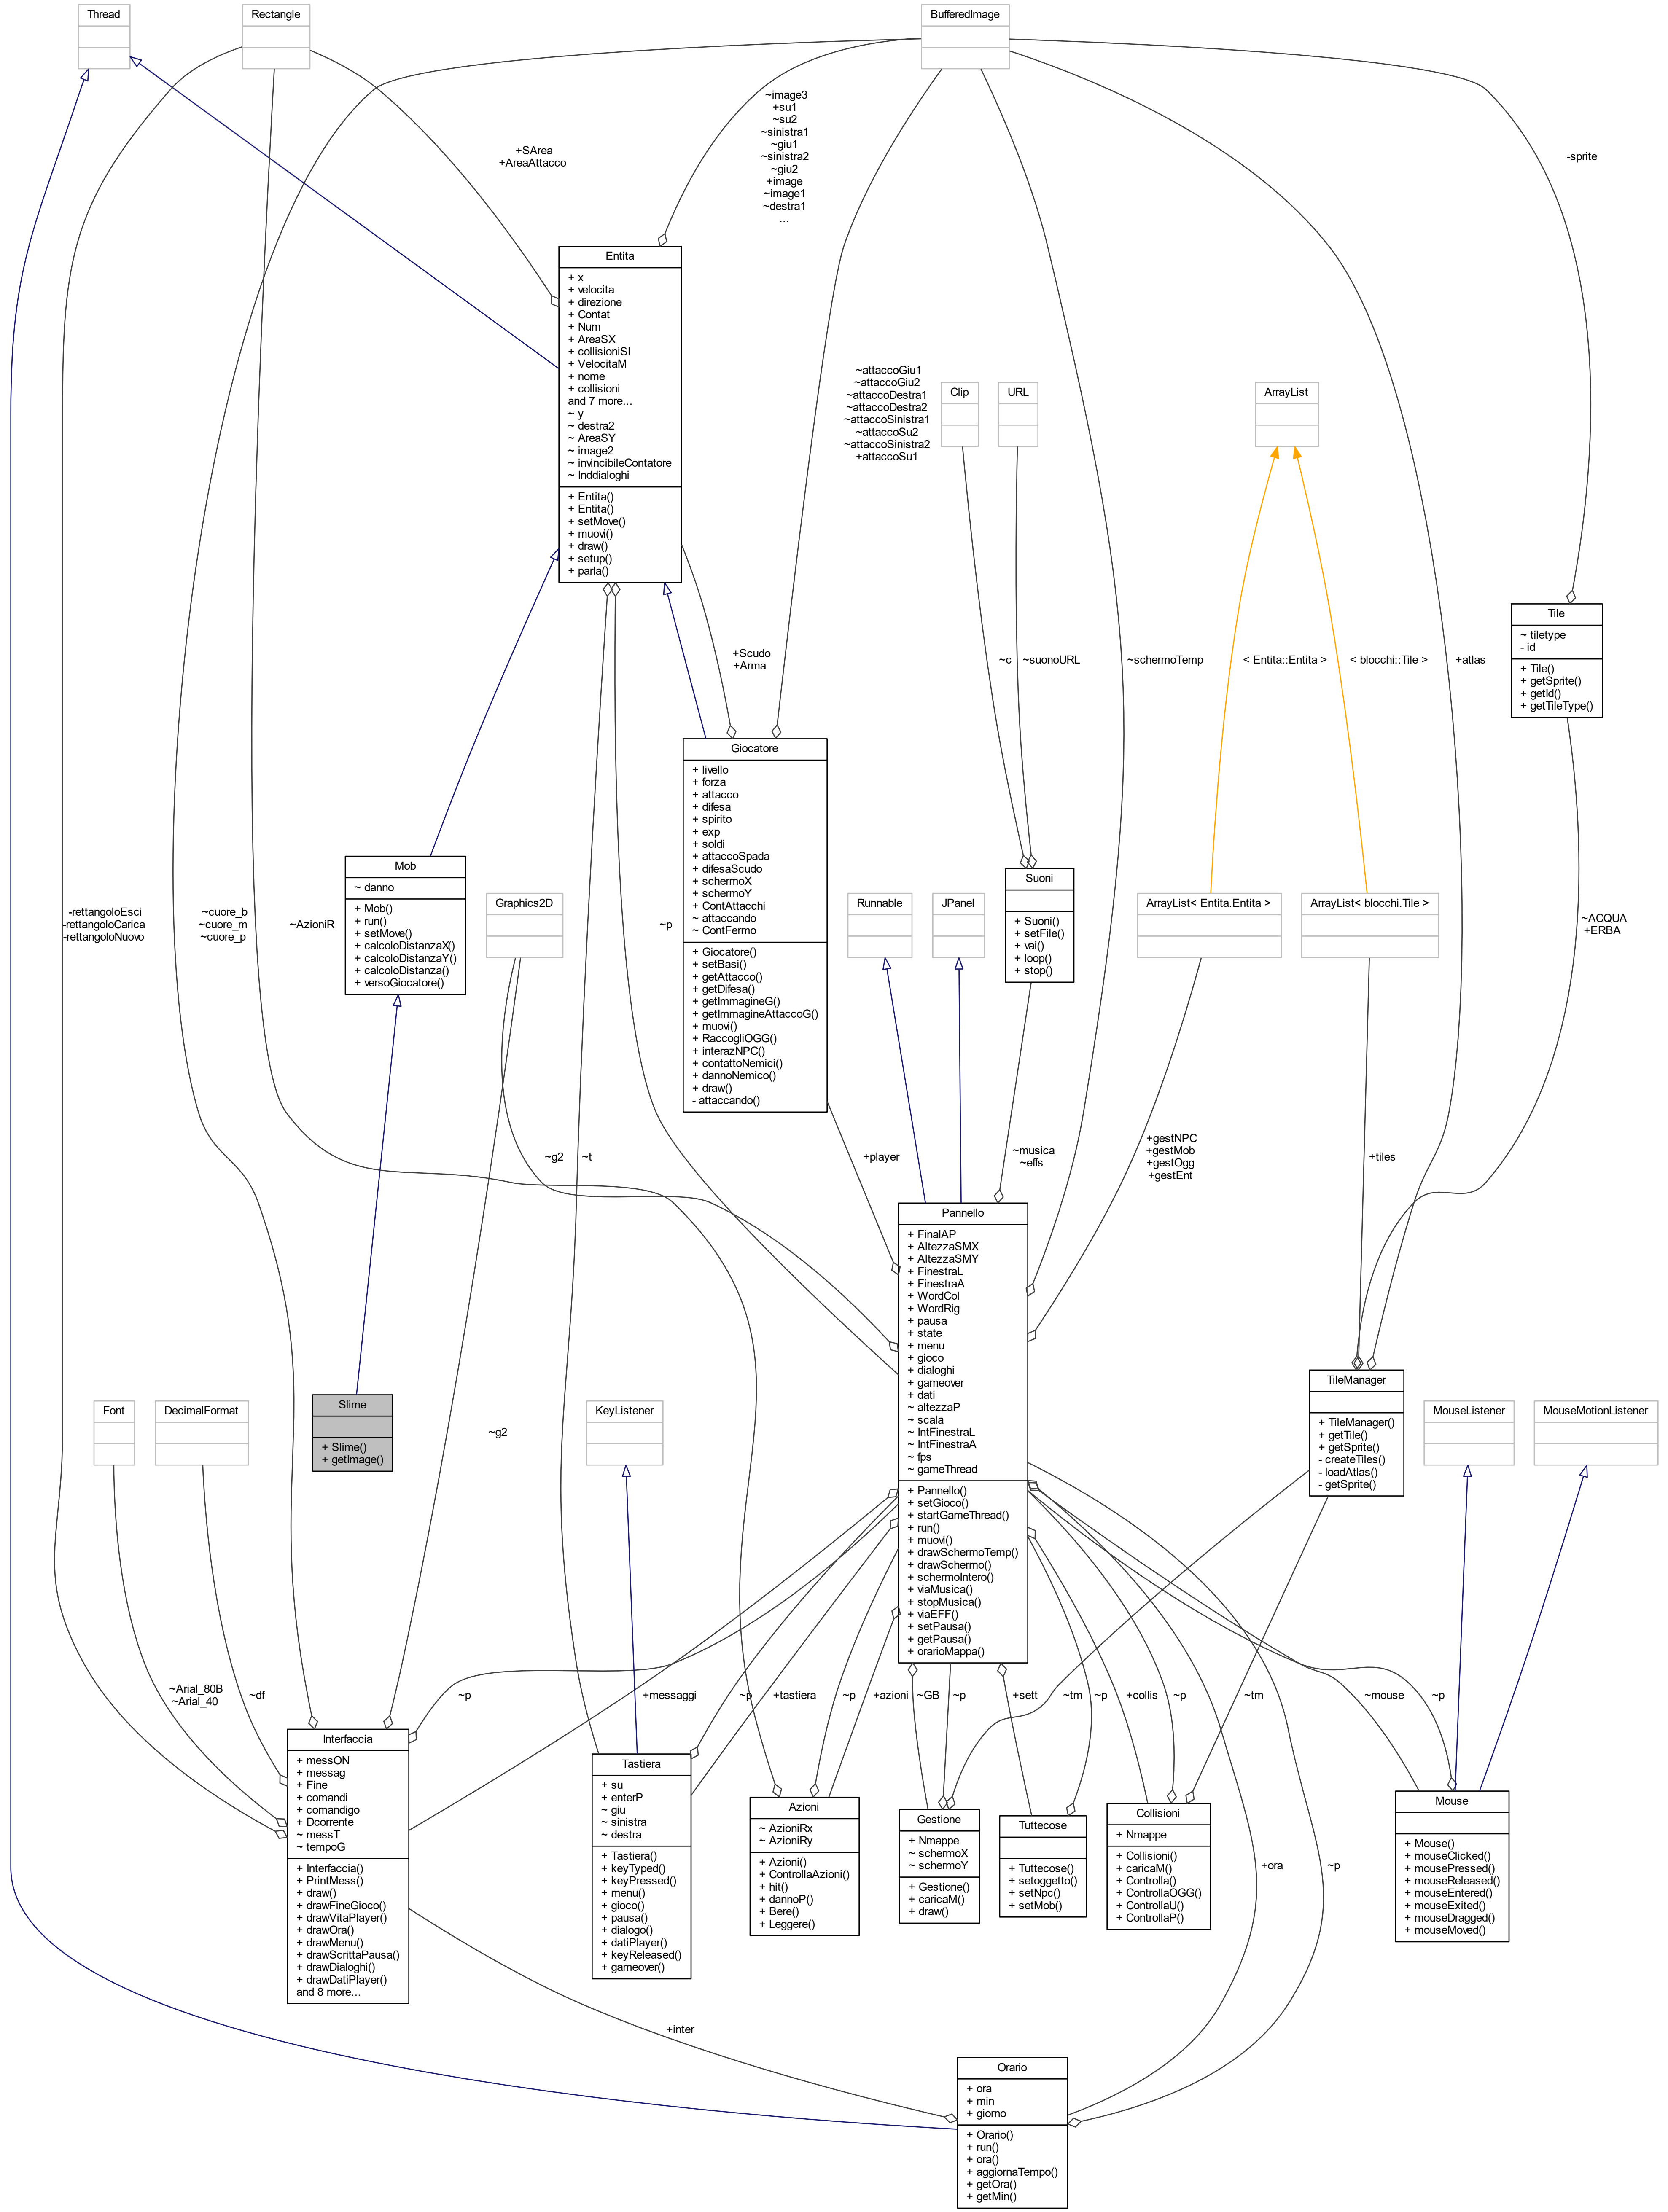 Thread
Rectangle
BufferedImage
~image3
+su1
~su2
~sinistra1
~giu1
~sinistra2
~giu2
+image
~image1
~destra1
...
-sprite
+SArea
+AreaAttacco
Entita
+ x
+ velocita
+ direzione
+ Contat
+ Num
+ AreaSX
+ collisioniSI
+ VelocitaM
+ nome
+ collisioni
and 7 more...
~ y
~ destra2
~ AreaSY
~ image2
~ invincibileContatore
~ Inddialoghi
+ Entita()
+ Entita()
+ setMove()
+ muovi()
+ draw()
+ setup()
+ parla()
~attaccoGiu1
~attaccoGiu2
~attaccoDestra1
~attaccoDestra2
~attaccoSinistra1
~attaccoSu2
~attaccoSinistra2
+attaccoSu1
Clip
URL
ArrayList
+Scudo
+Arma
~c
~suonoURL
~schermoTemp
< Entita::Entita >
< blocchi::Tile >
+atlas
Tile
~ tiletype
- id
+ Tile()
+ getSprite()
+ getId()
+ getTileType()
Giocatore
+ livello
+ forza
+ attacco
+ difesa
+ spirito
+ exp
+ soldi
+ attaccoSpada
+ difesaScudo
+ schermoX
+ schermoY
+ ContAttacchi
~ attaccando
~ ContFermo
+ Giocatore()
+ setBasi()
+ getAttacco()
+ getDifesa()
+ getImmagineG()
+ getImmagineAttaccoG()
+ muovi()
+ RaccogliOGG()
+ interazNPC()
+ contattoNemici()
+ dannoNemico()
+ draw()
- attaccando()
Mob
~ danno
+ Mob()
+ run()
+ setMove()
+ calcoloDistanzaX()
+ calcoloDistanzaY()
+ calcoloDistanza()
+ versoGiocatore()
Suoni
+ Suoni()
+ setFile()
+ vai()
+ loop()
+ stop()
-rettangoloEsci
-rettangoloCarica
-rettangoloNuovo
~cuore_b
~cuore_m
~cuore_p
~AzioniR
Graphics2D
~p
Runnable
JPanel
ArrayList< Entita.Entita >
ArrayList< blocchi.Tile >
~ACQUA
+ERBA
~g2
~t
+player
~musica
~effs
+gestNPC
+gestMob
+gestOgg
+gestEnt
+tiles
Pannello
+ FinalAP
+ AltezzaSMX
+ AltezzaSMY
+ FinestraL
+ FinestraA
+ WordCol
+ WordRig
+ pausa
+ state
+ menu
+ gioco
+ dialoghi
+ gameover
+ dati
~ altezzaP
~ scala
~ IntFinestraL
~ IntFinestraA
~ fps
~ gameThread
+ Pannello()
+ setGioco()
+ startGameThread()
+ run()
+ muovi()
+ drawSchermoTemp()
+ drawSchermo()
+ schermoIntero()
+ viaMusica()
+ stopMusica()
+ viaEFF()
+ setPausa()
+ getPausa()
+ orarioMappa()
TileManager
+ TileManager()
+ getTile()
+ getSprite()
- createTiles()
- loadAtlas()
- getSprite()
Font
DecimalFormat
Slime
+ Slime()
+ getImage()
~g2
KeyListener
MouseListener
MouseMotionListener
~Arial_80B
~Arial_40
~df
~p
+messaggi
~p
+tastiera
~p
+azioni
~GB
~p
~tm
+sett
~p
+collis
~p
~tm
~mouse
~p
Interfaccia
+ messON
+ messag
+ Fine
+ comandi
+ comandigo
+ Dcorrente
~ messT
~ tempoG
+ Interfaccia()
+ PrintMess()
+ draw()
+ drawFineGioco()
+ drawVitaPlayer()
+ drawOra()
+ drawMenu()
+ drawScrittaPausa()
+ drawDialoghi()
+ drawDatiPlayer()
and 8 more...
Tastiera
+ su
+ enterP
~ giu
~ sinistra
~ destra
+ Tastiera()
+ keyTyped()
+ keyPressed()
+ menu()
+ gioco()
+ pausa()
+ dialogo()
+ datiPlayer()
+ keyReleased()
+ gameover()
Azioni
~ AzioniRx
~ AzioniRy
+ Azioni()
+ ControllaAzioni()
+ hit()
+ dannoP()
+ Bere()
+ Leggere()
Gestione
+ Nmappe
~ schermoX
~ schermoY
+ Gestione()
+ caricaM()
+ draw()
Tuttecose
+ Tuttecose()
+ setoggetto()
+ setNpc()
+ setMob()
Collisioni
+ Nmappe
+ Collisioni()
+ caricaM()
+ Controlla()
+ ControllaOGG()
+ ControllaU()
+ ControllaP()
Mouse
+ Mouse()
+ mouseClicked()
+ mousePressed()
+ mouseReleased()
+ mouseEntered()
+ mouseExited()
+ mouseDragged()
+ mouseMoved()
+ora
~p
+inter
Orario
+ ora
+ min
+ giorno
+ Orario()
+ run()
+ ora()
+ aggiornaTempo()
+ getOra()
+ getMin()